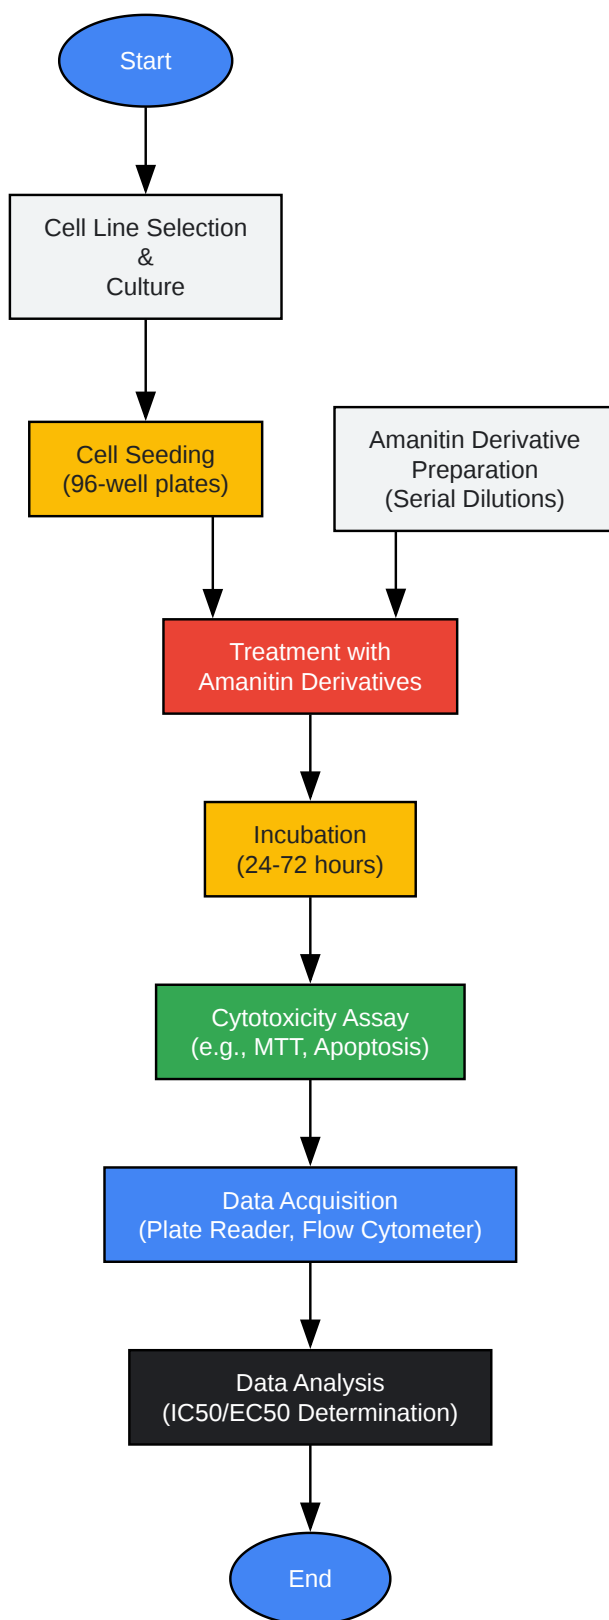 Start
Cell Line Selection
&
Culture
Cell Seeding
(96-well plates)
Amanitin Derivative
Preparation
(Serial Dilutions)
Treatment with
Amanitin Derivatives
Incubation
(24-72 hours)
Cytotoxicity Assay
(e.g., MTT, Apoptosis)
Data Acquisition
(Plate Reader, Flow Cytometer)
Data Analysis
(IC50/EC50 Determination)
End